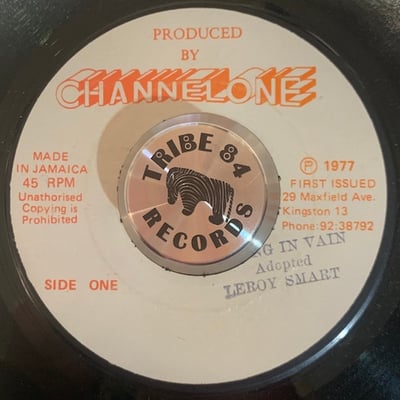 PRODUCED
BY
CHANNEL ONE
MADE
IN JAMAICA
45 RPM
Unathorised
Copying is
Prohibited
SIDE ONE
TRIBE 84
RECORDS
Ⓟ 1977
FIRST ISSUED
29 Maxfield Ave.
Kingston 13
Phone:92:38792
IN VAIN
Adopted
LEROY SMART